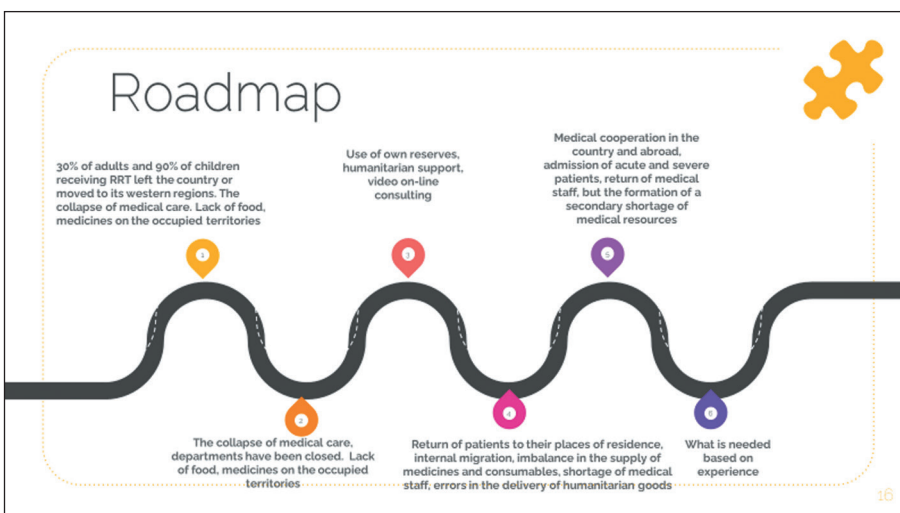 Roadmap
30% of adults and 90% of children
receiving RRT left the country or
moved to its western regions. The
collapse of medical care. Lack of food,
medicines on the occupied territories
1
The collapse of medical care,
departments have been closed. Lack
of food, medicines on the occupied
territories
2
Use of own reserves,
humanitarian support,
video on-line
consulting
3
Return of patients to their places of residence,
internal migration, imbalance in the supply of
medicines and consumables, shortage of medical
staff, errors in the delivery of humanitarian goods
4
Medical cooperation in the
country and abroad,
admission of acute and severe
patients, return of medical
staff, but the formation of a
secondary shortage of
medical resources
5
What is needed
based on
experience
6
16